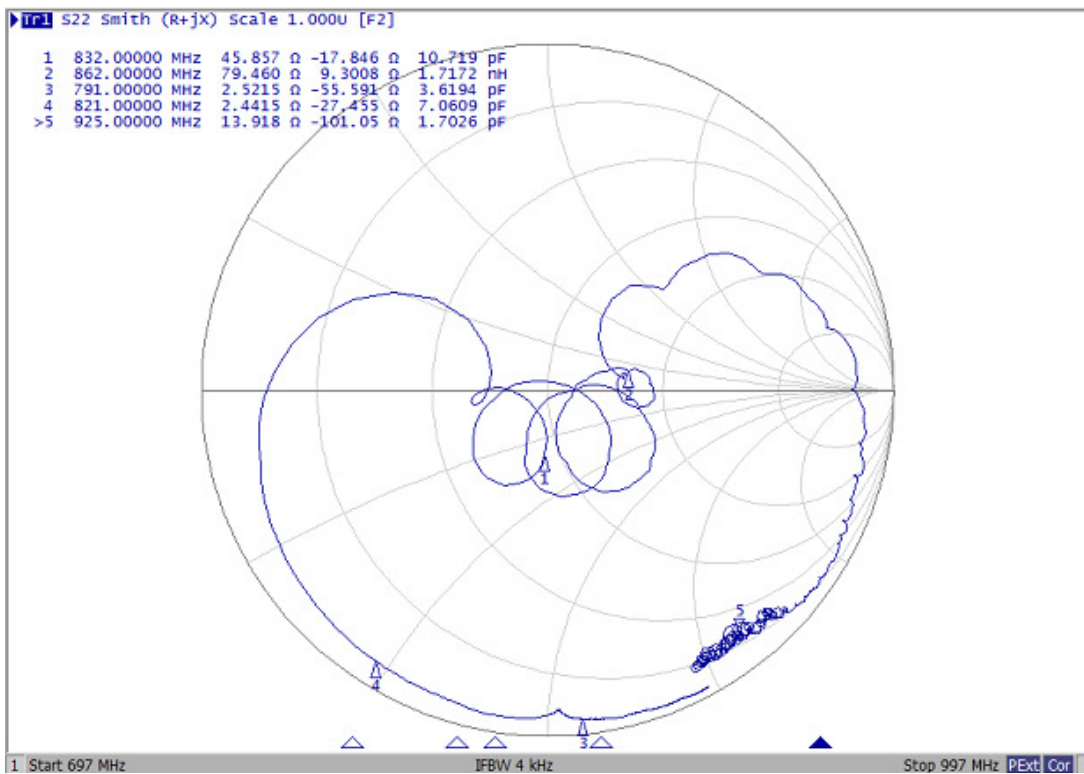 Tr1 S22 Smith (R+jX) Scale 1.000U [F2]
1 832.00000 MHz 45.857 Ω -17.846 Ω 10.719 pF
2 862.00000 MHz 79.460 Ω 9.3008 Ω 1.7172 nH
3 791.00000 MHz 2.5215 Ω -55.591 Ω 3.6194 pF
4 821.00000 MHz 2.4415 Ω -27.455 Ω 7.0609 pF
>5 925.00000 MHz 13.918 Ω -101.05 Ω 1.7026 pF
2
1
5
4
3
1 Start 697 MHz IFBW 4 kHz Stop 997 MHz PExt Cor